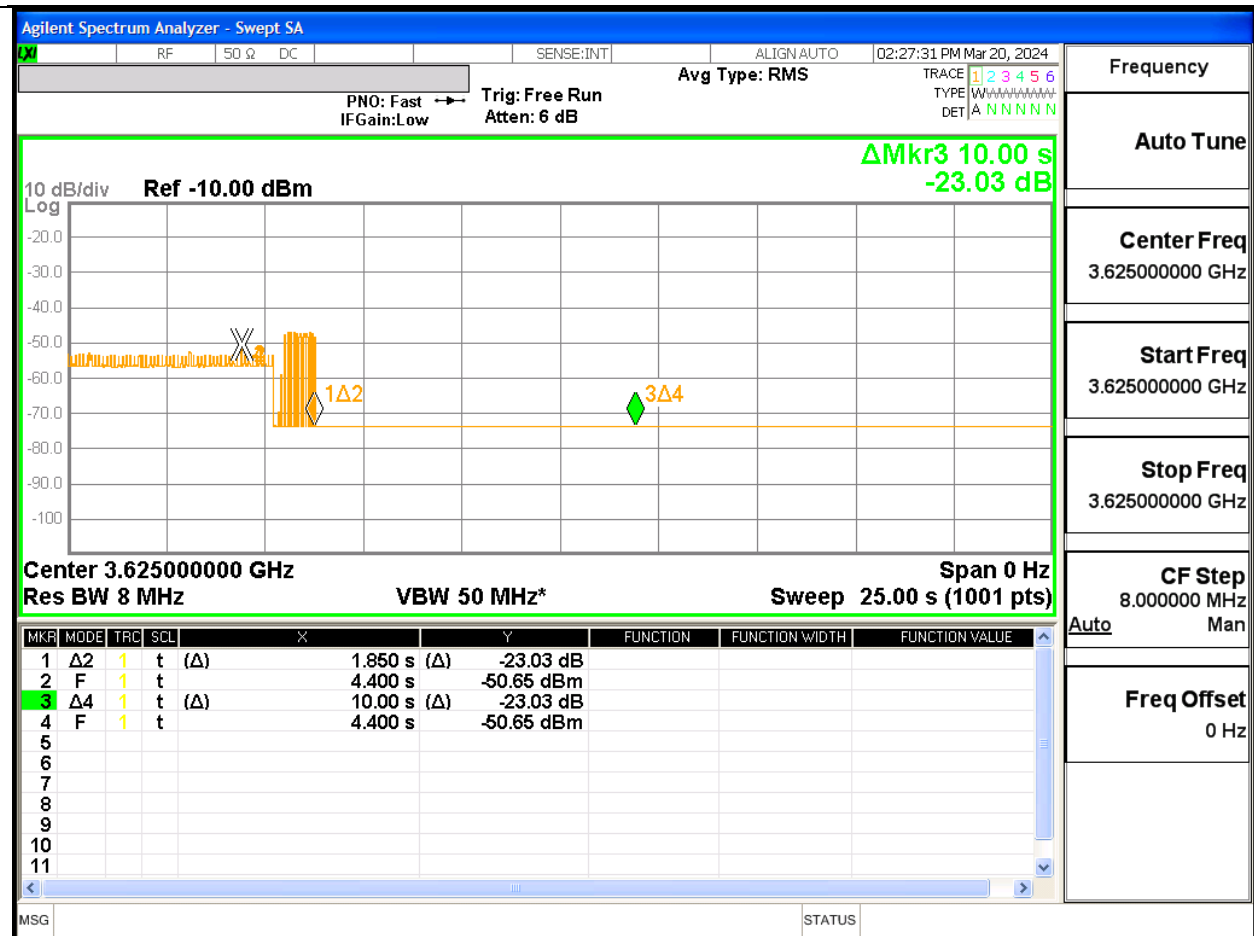 Agilent Spectrum Analyzer - Swept SA
LXI RF 50 Ω DC SENSE:INT ALIGN AUTO 02:27:31 PM Mar 20, 2024
PNO: Fast
IFGain:Low
Trig: Free Run
Atten: 6 dB
Avg Type: RMS
TRACE 1 2 3 4 5 6
TYPE
DET A N N N N N
ΔMkr3 10.00 s
-23.03 dB
10 dB/div Ref -10.00 dBm
Log
-20.0
-30.0
-40.0
-50.0
-60.0
-70.0
-80.0
-90.0
-100
1Δ2
3Δ4
Center 3.625000000 GHz Span 0 Hz
Res BW 8 MHz VBW 50 MHz* Sweep 25.00 s (1001 pts)
MKR MODE TRC SCL X Y FUNCTION FUNCTION WIDTH FUNCTION VALUE
1 Δ2 1 t (Δ) 1.850 s (Δ) -23.03 dB
2 F 1 t 4.400 s -50.65 dBm
3 Δ4 1 t (Δ) 10.00 s (Δ) -23.03 dB
4 F 1 t 4.400 s -50.65 dBm
5
6
7
8
9
10
11
MSG STATUS
Frequency
Auto Tune
Center Freq
3.625000000 GHz
Start Freq
3.625000000 GHz
Stop Freq
3.625000000 GHz
CF Step
8.000000 MHz
Auto Man
Freq Offset
0 Hz